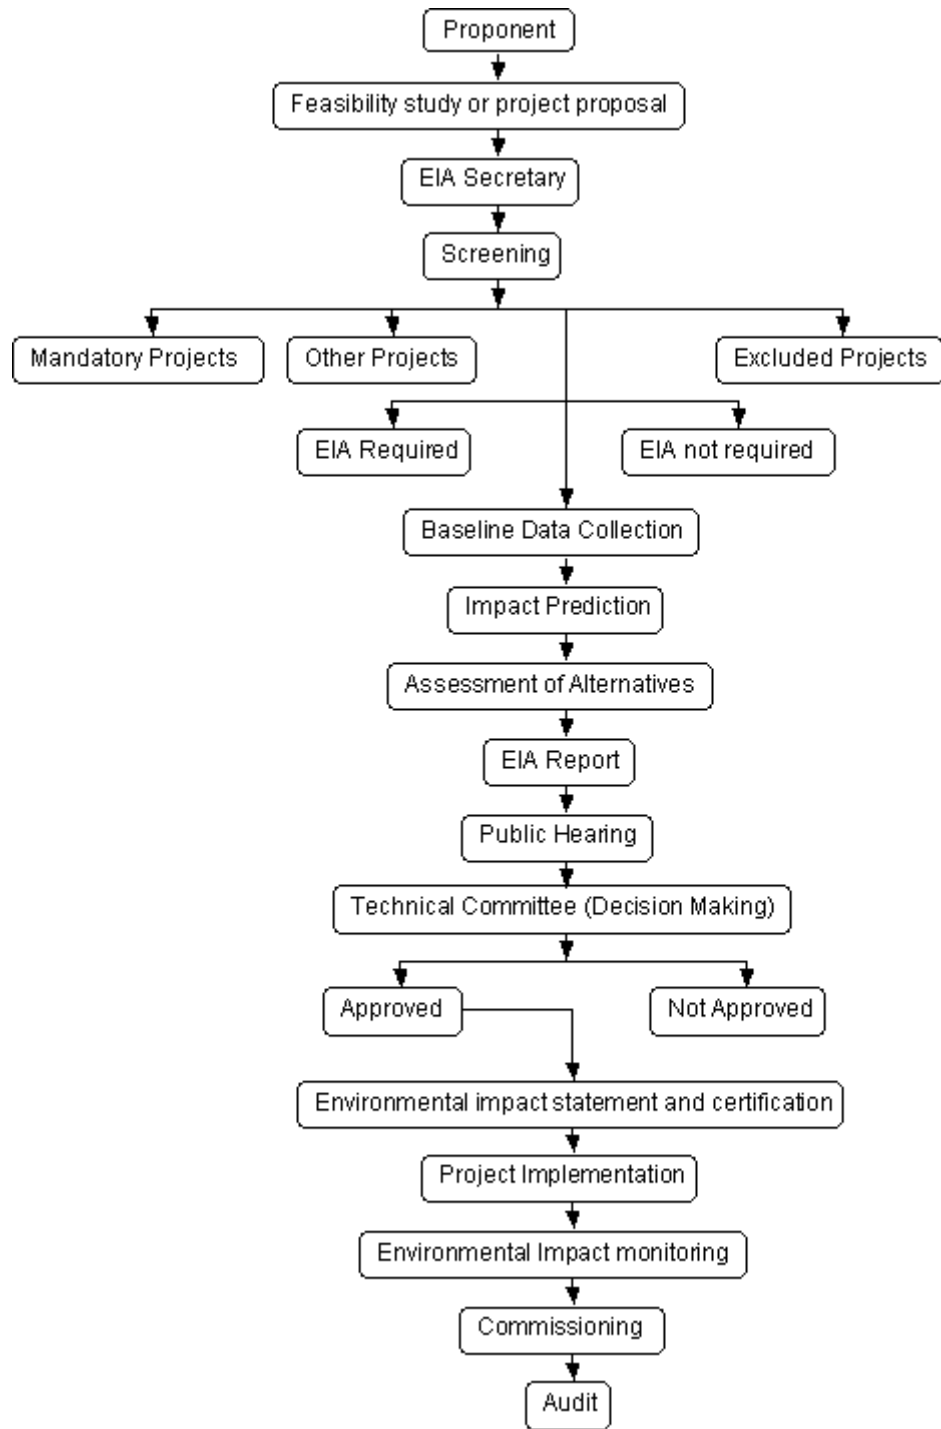 Proponent
Feasibility study or project proposal
EIA Secretary
Screening
Mandatory Projects
Other Projects
Excluded Projects
EIA Required
EIA not required
Baseline Data Collection
Impact Prediction
Assessment of Alternatives
EIA Report
Public Hearing
Technical Committee (Decision Making)
Approved
Not Approved
Environmental impact statement and certification
Project Implementation
Environmental Impact monitoring
Commissioning
Audit